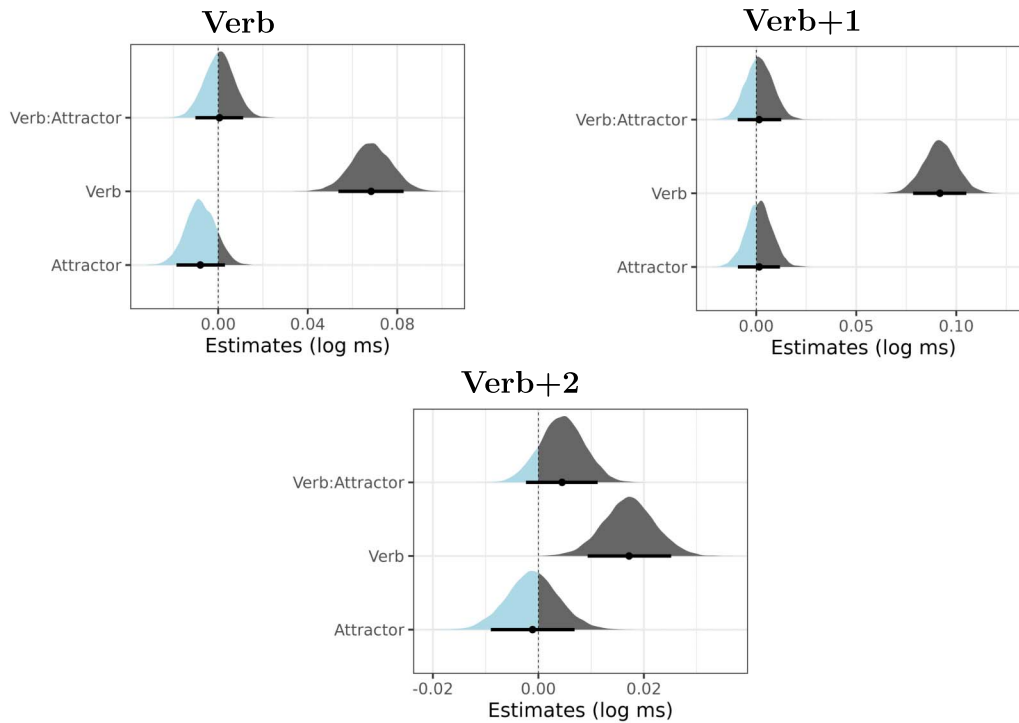 Verb
Verb:Attractor
Verb
Attractor
0.00 0.04 0.08
Estimates (log ms)
Verb+1
Verb:Attractor
Verb
Attractor
0.00 0.05 0.10
Estimates (log ms)
Verb+2
Verb:Attractor
Verb
Attractor
-0.02 0.00 0.02
Estimates (log ms)